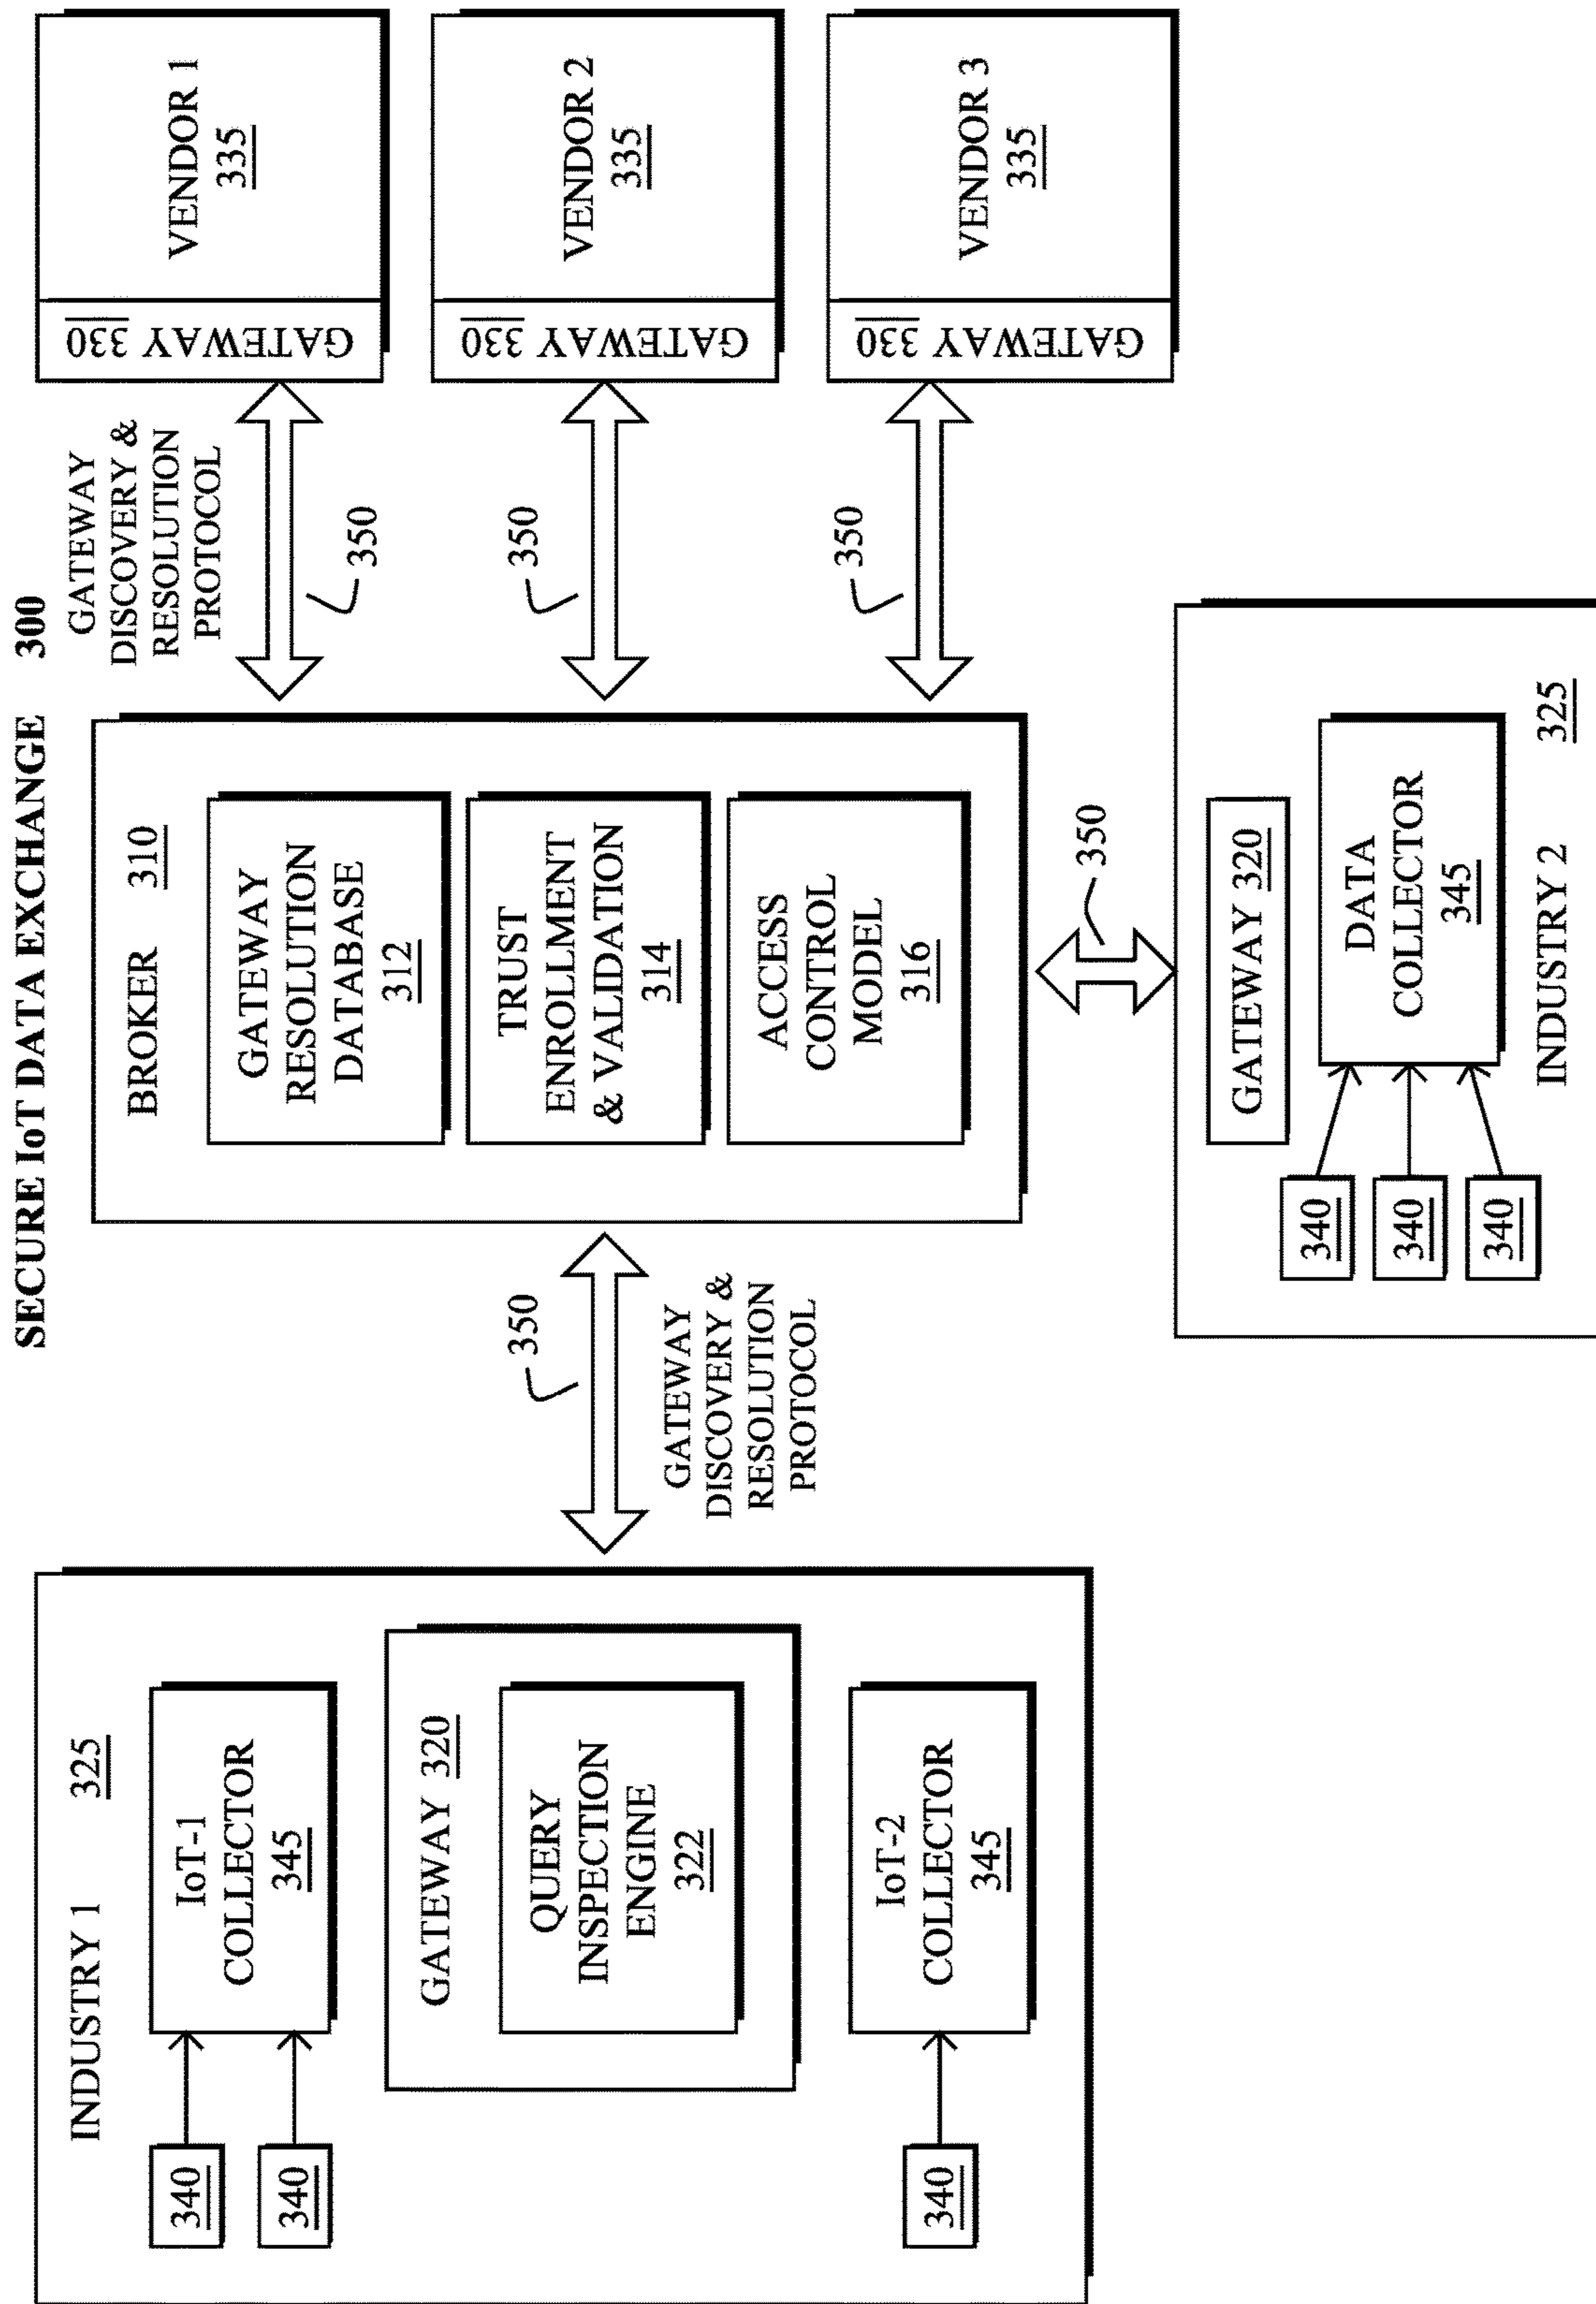 SECURE IoT DATA EXCHANGE 300
INDUSTRY 1 325
340
340
IoT-1
COLLECTOR
345
GATEWAY 320
QUERY
INSPECTION
ENGINE
322
340
IoT-2
COLLECTOR
345
350
GATEWAY
DISCOVERY &
RESOLUTION
PROTOCOL
BROKER 310
GATEWAY
RESOLUTION
DATABASE
312
TRUST
ENROLLMENT
& VALIDATION
314
ACCESS
CONTROL
MODEL
316
350
GATEWAY 320
340
340
340
DATA
COLLECTOR
345
INDUSTRY 2 325
GATEWAY
DISCOVERY &
RESOLUTION
PROTOCOL
350
350
350
GATEWAY 330
VENDOR 1
335
GATEWAY 330
VENDOR 2
335
GATEWAY 330
VENDOR 3
335